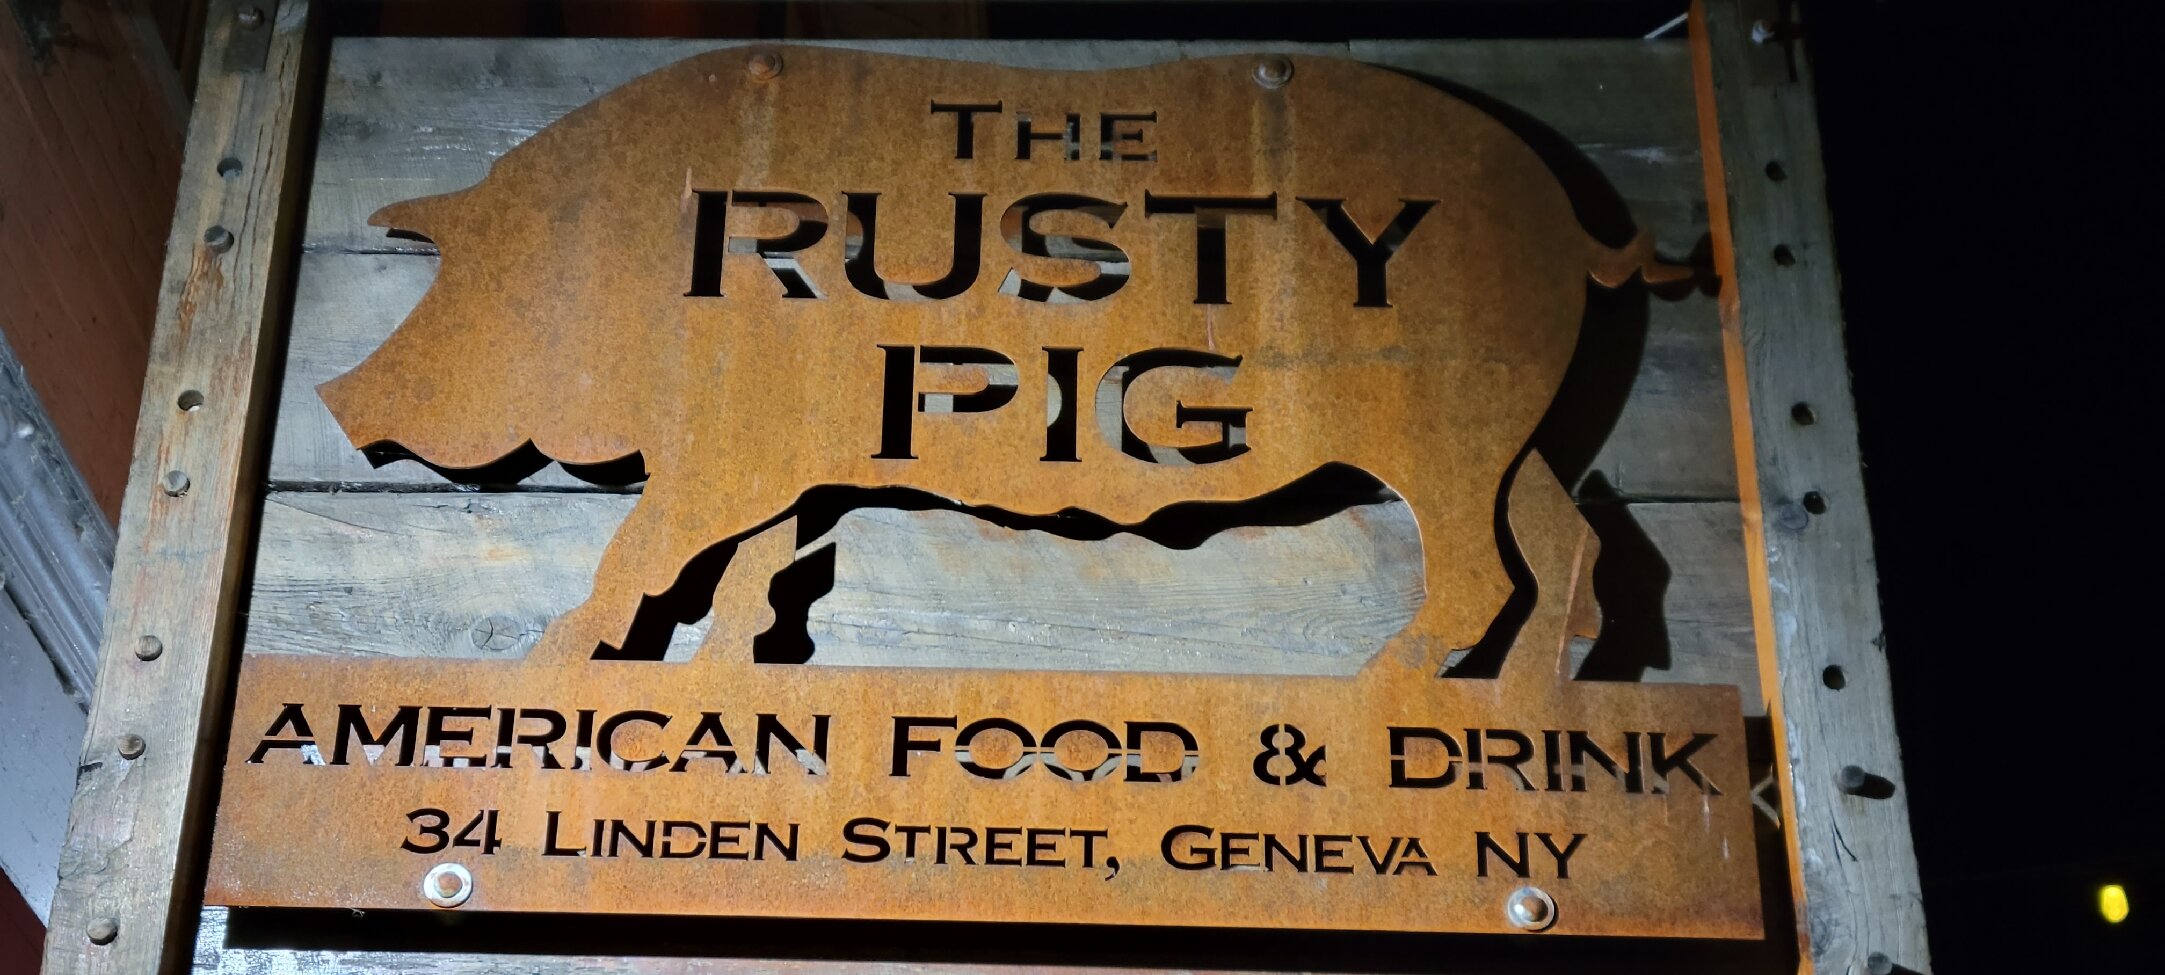 THE
RUSTY
PIG
AMERICAN FOOD & DRINK
34 LINDEN STREET, GENEVA NY